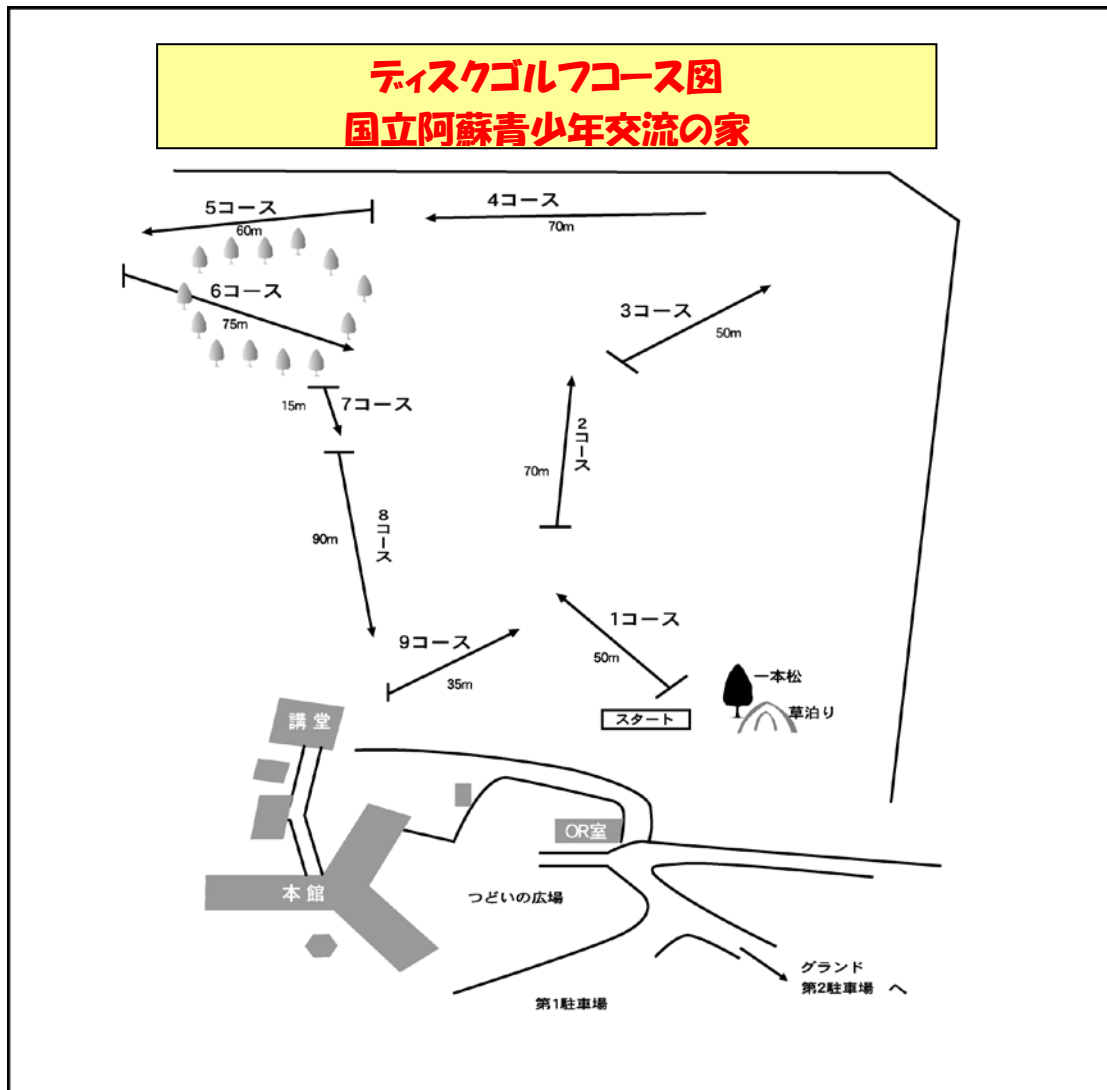 ディスクゴルフコース図
国立阿蘇青少年交流の家
5コース
60m
4コース
70m
6コース
75m
3コース
50m
15m
7コース
2コース
70m
8コース
90m
1コース
50m
9コース
35m
一本松
草泊り
スタート
講堂
OR室
本館
つどいの広場
グランド
第2駐車場 へ
第1駐車場